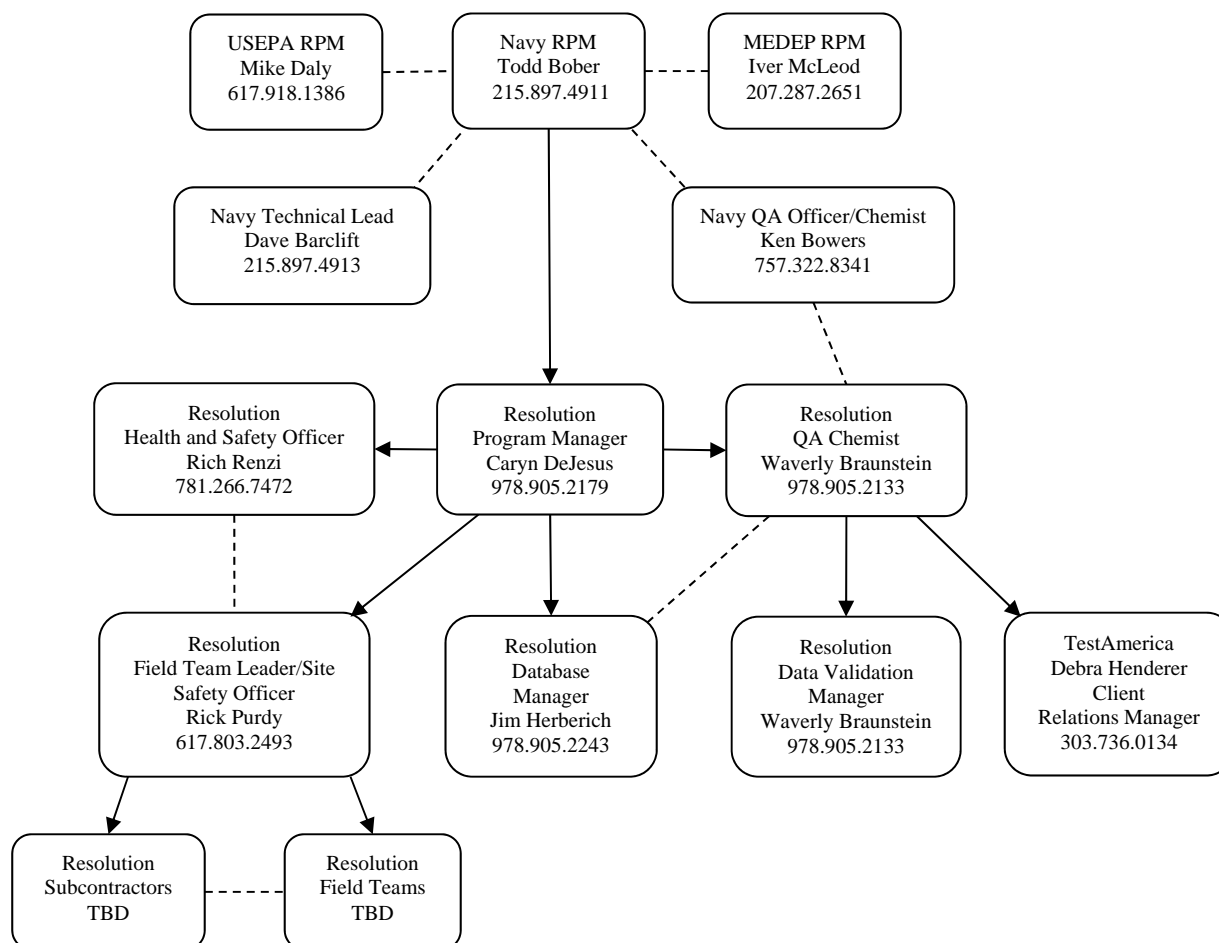 USEPA RPM
Mike Daly
617.918.1386
Navy RPM
Todd Bober
215.897.4911
MEDEP RPM
Iver McLeod
207.287.2651
Navy Technical Lead
Dave Barclift
215.897.4913
Navy QA Officer/Chemist
Ken Bowers
757.322.8341
Resolution
Health and Safety Officer
Rich Renzi
781.266.7472
Resolution
Program Manager
Caryn DeJesus
978.905.2179
Resolution
QA Chemist
Waverly Braunstein
978.905.2133
Resolution
Field Team Leader/Site
Safety Officer
Rick Purdy
617.803.2493
Resolution
Database
Manager
Jim Herberich
978.905.2243
Resolution
Data Validation
Manager
Waverly Braunstein
978.905.2133
TestAmerica
Debra Henderer
Client
Relations Manager
303.736.0134
Resolution
Subcontractors
TBD
Resolution
Field Teams
TBD